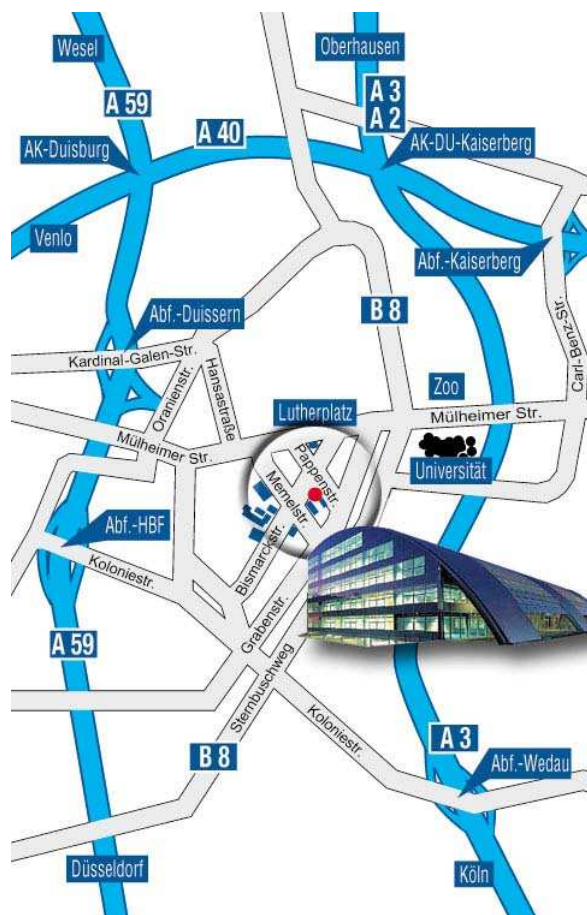 Wesel
Oberhausen
A 59
A 3
A 2
A 40
AK-Duisburg
AK-DU-Kaiserberg
Venlo
Abf.-Kaiserberg
Abf.-Duissern
B 8
Carl-Benz-Str.
Kardinal-Galen-Str.
Oranienstr.
Hansastraße
Zoo
Lutherplatz
Mülheimer Str.
Mülheimer Str.
Pappenstr.
Universität
Memelstr.
Abf.-HBF
Bismarckstr.
Koloniestr.
Grabenstr.
A 59
Sternbuschweg
Koloniestr.
A 3
B 8
Abf.-Wedau
Düsseldorf
Köln